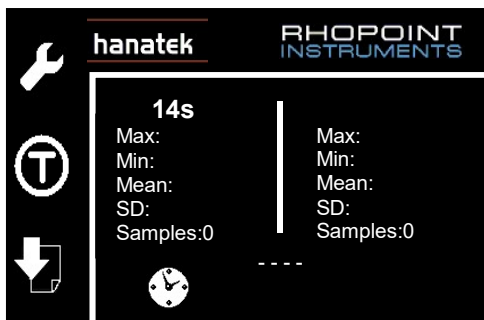 hanatek
RHOPOINT
INSTRUMENTS
T
14s
Max:
Min:
Mean:
SD:
Samples:0
Max:
Min:
Mean:
SD:
Samples:0
----